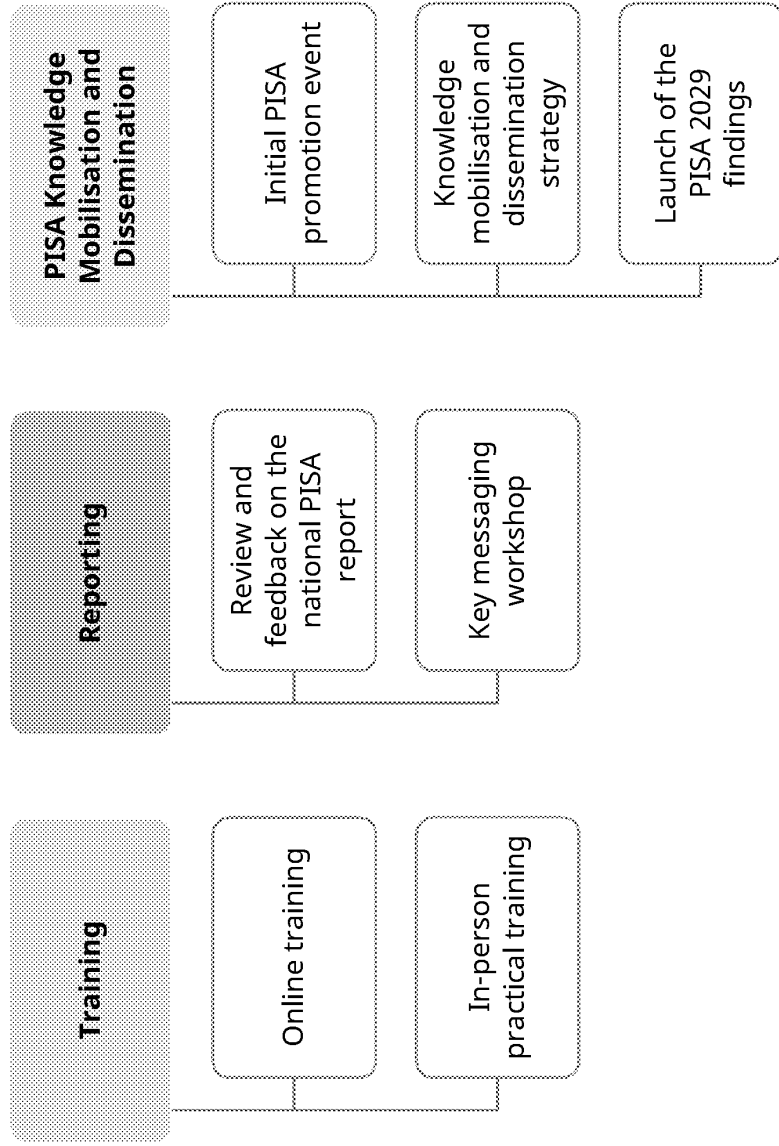 Training
Online training
In-person
practical training
Reporting
Review and
feedback on the
national PISA
report
Key messaging
workshop
PISA Knowledge
Mobilisation and
Dissemination
Initial PISA
promotion event
Knowledge
mobilisation and
dissemination
strategy
Launch of the
PISA 2029
findings